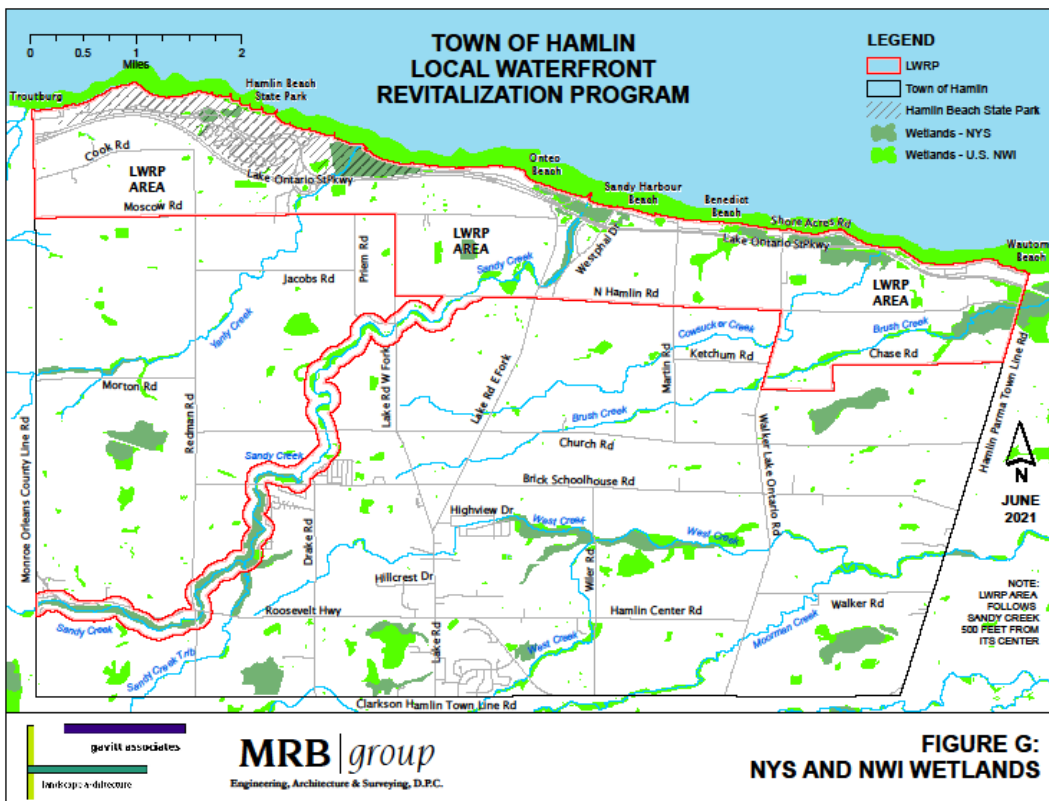 0 0.5 1 2
Miles
TOWN OF HAMLIN
LOCAL WATERFRONT
REVITALIZATION PROGRAM
LEGEND
LWRP
Town of Hamlin
Hamlin Beach State Park
Wetlands - NYS
Wetlands - U.S. NWI
Troutburg
Hamlin Beach
State Park
Cook Rd
LWRP
AREA
Lake Ontario StPkwy
Moscow Rd
Onteo
Beach
Sandy Harbour
Beach
Benedict
Beach
Shore Acres Rd
Lake Ontario StPkwy
Wautom
Beach
LWRP
AREA
Westphal Dr
Priem Rd
Sandy Creek
Jacobs Rd
N Hamlin Rd
LWRP
AREA
Yanty Creek
Brush Creek
Cowsucker Creek
Ketchum Rd
Chase Rd
Martin Rd
Morton Rd
Lake Rd W Fork
Lake Rd E Fork
Brush Creek
Redman Rd
Monroe Orleans County Line Rd
Church Rd
Walker Lake Ontario Rd
Hamlin Parma Town Line Rd
Sandy Creek
Brick Schoolhouse Rd
N
JUNE
2021
Highview Dr
West Creek
West Creek
Drake Rd
Wiler Rd
Hillcrest Dr
Roosevelt Hwy
Hamlin Center Rd
Walker Rd
Sandy Creek
Lake Rd
West Creek
Moorman Creek
Sandy Creek Trib
Clarkson Hamlin Town Line Rd
NOTE:
LWRP AREA
FOLLOWS
SANDY CREEK
500 FEET FROM
ITS CENTER
gavitt associates
landscape architecture
MRB group
Engineering, Architecture & Surveying, D.P.C.
FIGURE G:
NYS AND NWI WETLANDS